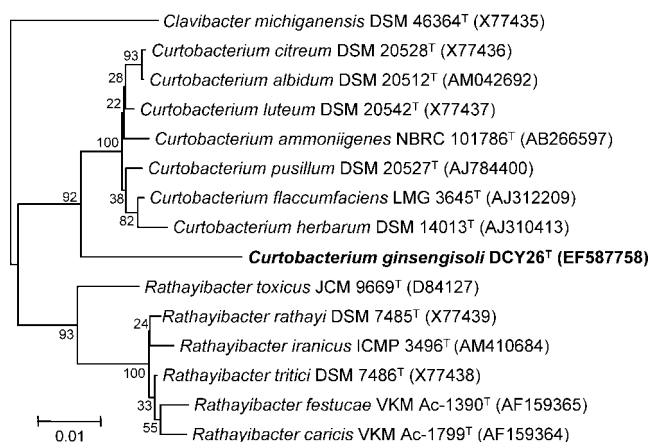 Clavibacter michiganensis DSM 46364ᵀ (X77435)
93 Curtobacterium citreum DSM 20528ᵀ (X77436)
28 Curtobacterium albidum DSM 20512ᵀ (AM042692)
22 Curtobacterium luteum DSM 20542ᵀ (X77437)
100 Curtobacterium ammoniigenes NBRC 101786ᵀ (AB266597)
Curtobacterium pusillum DSM 20527ᵀ (AJ784400)
92 38 Curtobacterium flaccumfaciens LMG 3645ᵀ (AJ312209)
82 Curtobacterium herbarum DSM 14013ᵀ (AJ310413)
Curtobacterium ginsengisoli DCY26ᵀ (EF587758)
Rathayibacter toxicus JCM 9669ᵀ (D84127)
93 24 Rathayibacter rathayi DSM 7485ᵀ (X77439)
Rathayibacter iranicus ICMP 3496ᵀ (AM410684)
100 Rathayibacter tritici DSM 7486ᵀ (X77438)
33 Rathayibacter festucae VKM Ac-1390ᵀ (AF159365)
0.01 55 Rathayibacter caricis VKM Ac-1799ᵀ (AF159364)